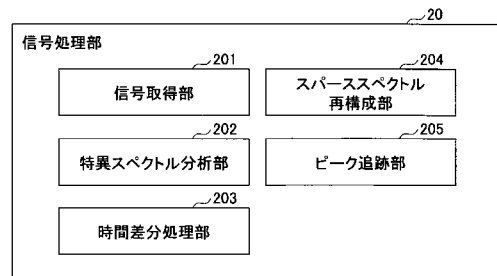 20
信号処理部
201
信号取得部
202
特異スペクトル分析部
203
時間差分処理部
204
スパーススペクトル
再構成部
205
ピーク追跡部